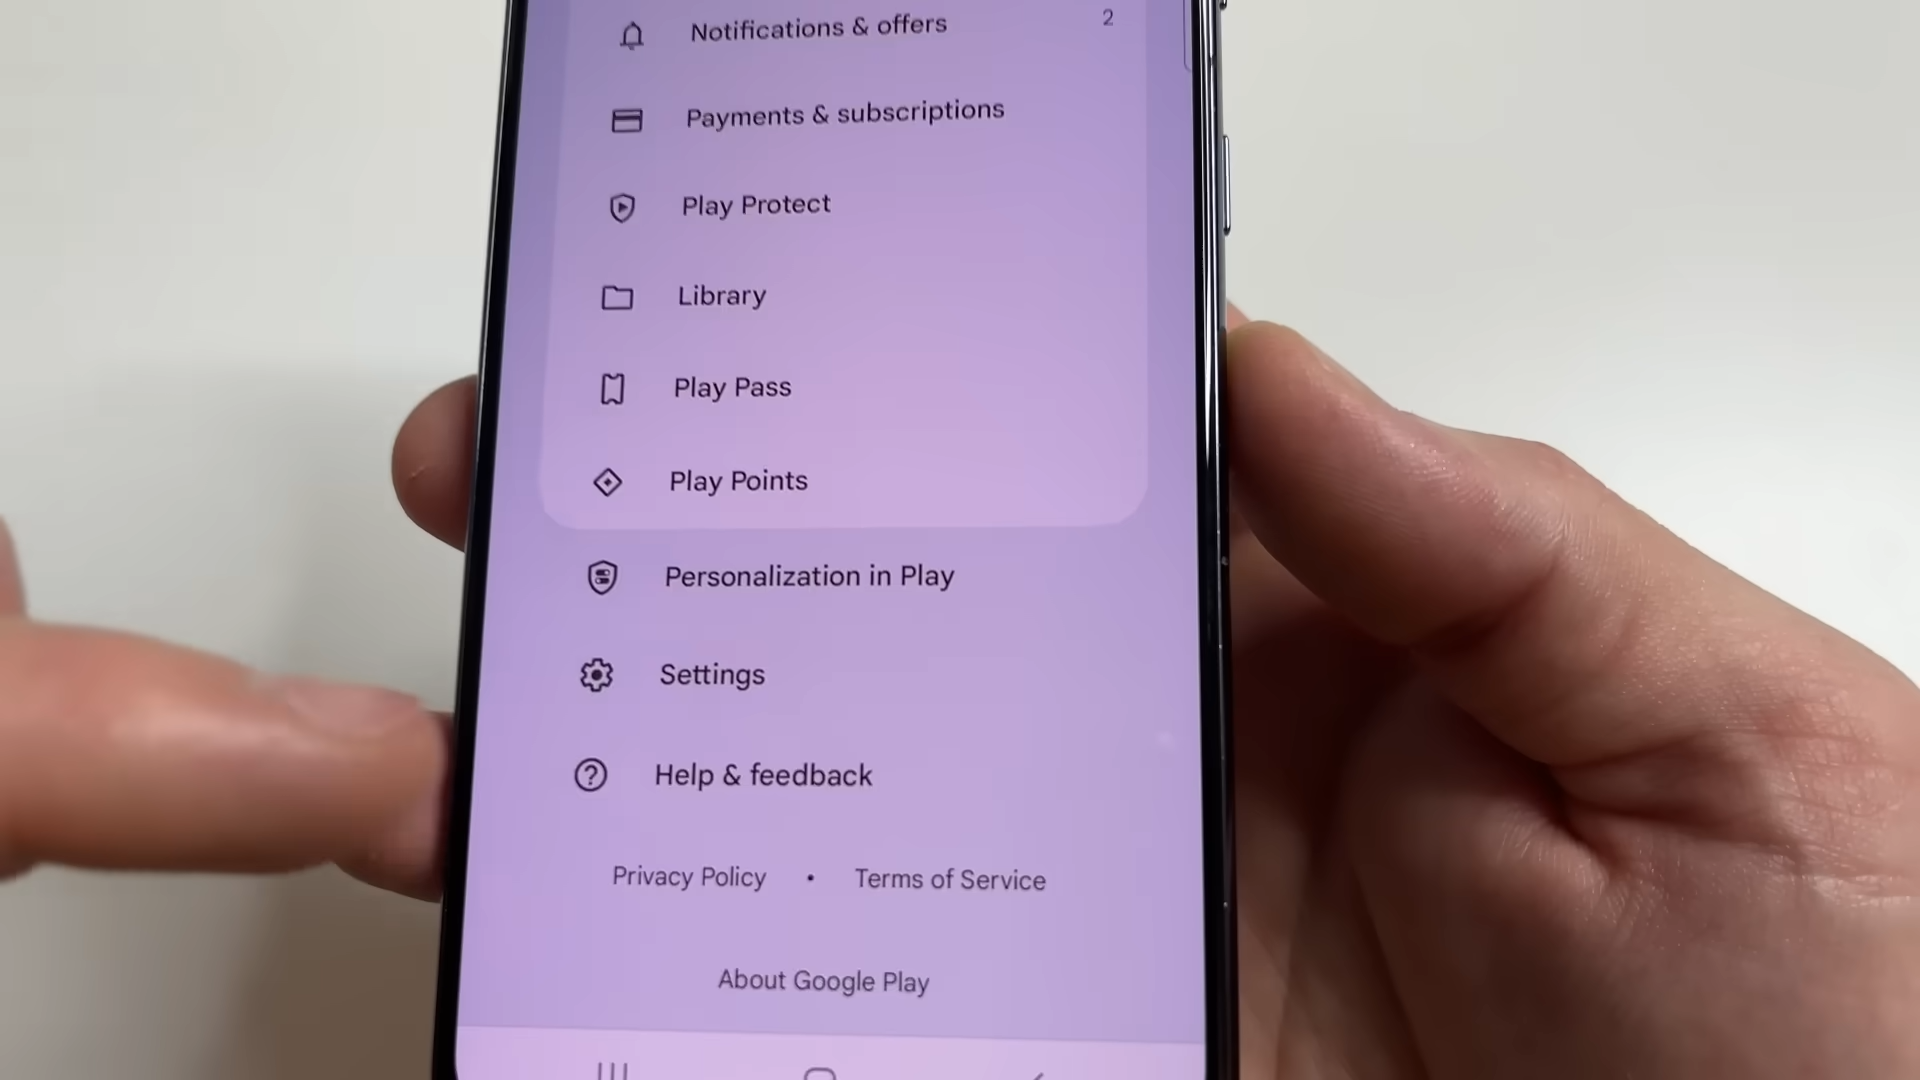 Notifications & offers 2
Payments & subscriptions
Play Protect
Library
Play Pass
Play Points
Personalization in Play
Settings
Help & feedback
Privacy Policy • Terms of Service
About Google Play